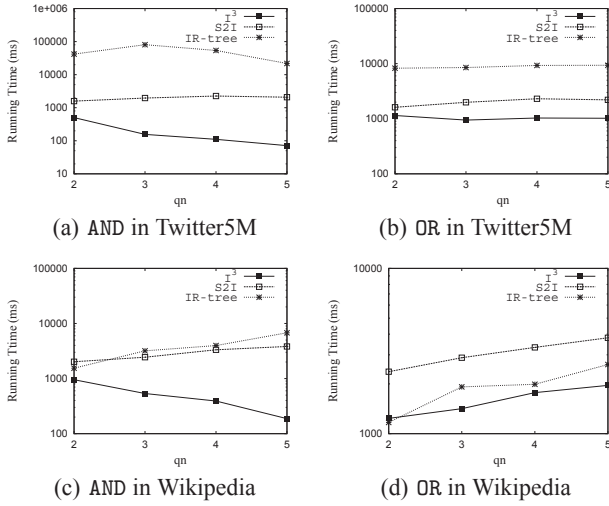 1e+006
100000
10000
1000
100
10
Running Ttime (ms)
I³
S2I
IR-tree
2 3 4 5
qn
(a) AND in Twitter5M
100000
10000
1000
100
Running Ttime (ms)
I³
S2I
IR-tree
2 3 4 5
qn
(b) OR in Twitter5M
100000
10000
1000
100
Running Ttime (ms)
I³
S2I
IR-tree
2 3 4 5
qn
(c) AND in Wikipedia
10000
1000
Running Ttime (ms)
I³
S2I
IR-tree
2 3 4 5
qn
(d) OR in Wikipedia